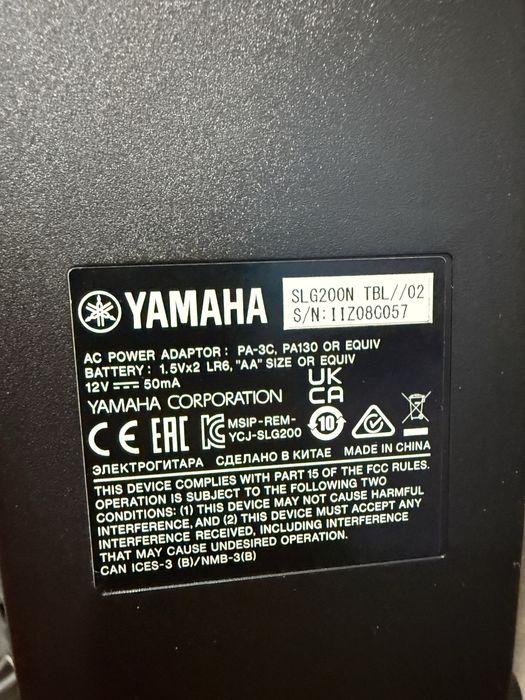 YAMAHA
SLG200N TBL//02
S/N:IIZ08C057
AC POWER ADAPTOR : PA-3C, PA130 OR EQUIV
BATTERY : 1.5Vx2 LR6, "AA" SIZE OR EQUIV
12V 50mA
YAMAHA CORPORATION
UK
CA
CE EAC KC MSIP-REM-
YCJ-SLG200
10
MADE IN CHINA
ЭЛЕКТРОГИТАРА СДЕЛАНО В КИТАЕ
THIS DEVICE COMPLIES WITH PART 15 OF THE FCC RULES.
OPERATION IS SUBJECT TO THE FOLLOWING TWO
CONDITIONS: (1) THIS DEVICE MAY NOT CAUSE HARMFUL
INTERFERENCE, AND (2) THIS DEVICE MUST ACCEPT ANY
INTERFERENCE RECEIVED, INCLUDING INTERFERENCE
THAT MAY CAUSE UNDESIRED OPERATION.
CAN ICES-3 (B)/NMB-3(B)